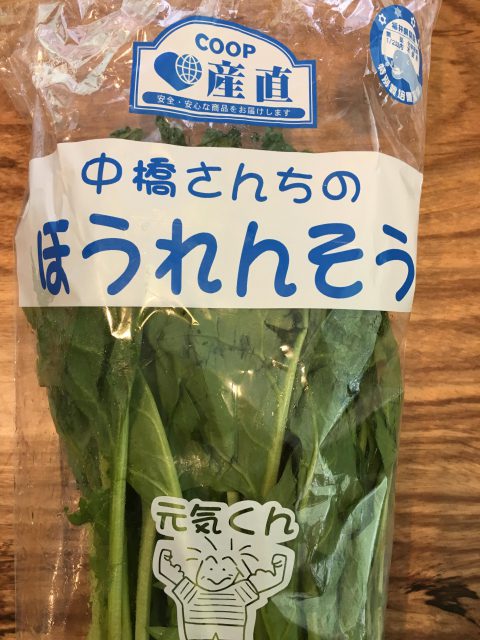 COOP
産直
安全・安心な商品をお届けします
中橋さんちの
ほうれんそう
元気くん